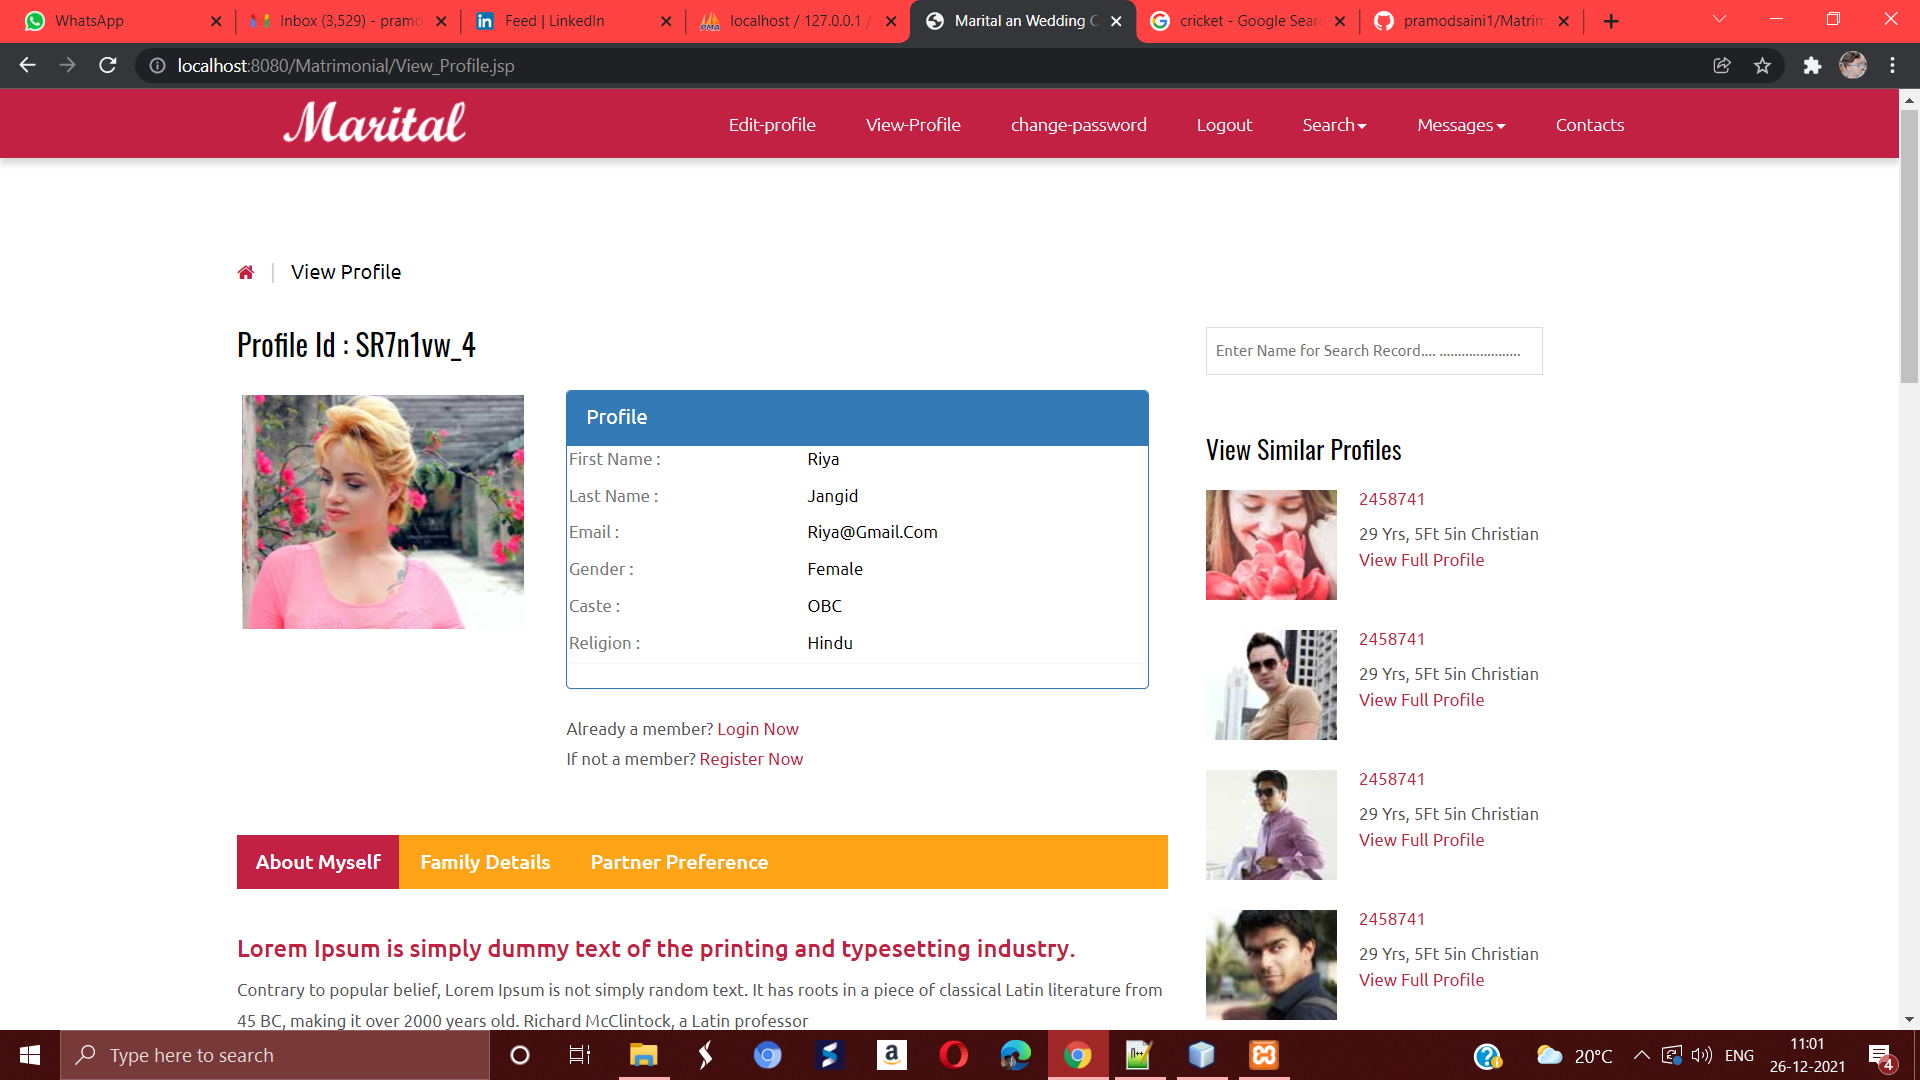 WhatsApp
Inbox (3,529) - pramo
Feed | LinkedIn
localhost / 127.0.0.1 /
Marital an Wedding C
cricket - Google Sear
pramodsaini1/Matrim
localhost:8080/Matrimonial/View_Profile.jsp
Marital
Edit-profile
View-Profile
change-password
Logout
Search
Messages
Contacts
| View Profile
Profile Id : SR7n1vw_4
Profile
First Name : Riya
Last Name : Jangid
Email : Riya@Gmail.Com
Gender : Female
Caste : OBC
Religion : Hindu
Already a member? Login Now
If not a member? Register Now
Enter Name for Search Record.... ......................
View Similar Profiles
2458741
29 Yrs, 5Ft 5in Christian
View Full Profile
2458741
29 Yrs, 5Ft 5in Christian
View Full Profile
2458741
29 Yrs, 5Ft 5in Christian
View Full Profile
2458741
29 Yrs, 5Ft 5in Christian
View Full Profile
About Myself
Family Details
Partner Preference
Lorem Ipsum is simply dummy text of the printing and typesetting industry.
Contrary to popular belief, Lorem Ipsum is not simply random text. It has roots in a piece of classical Latin literature from
45 BC, making it over 2000 years old. Richard McClintock, a Latin professor
Type here to search
20°C
ENG
11:01
26-12-2021
4